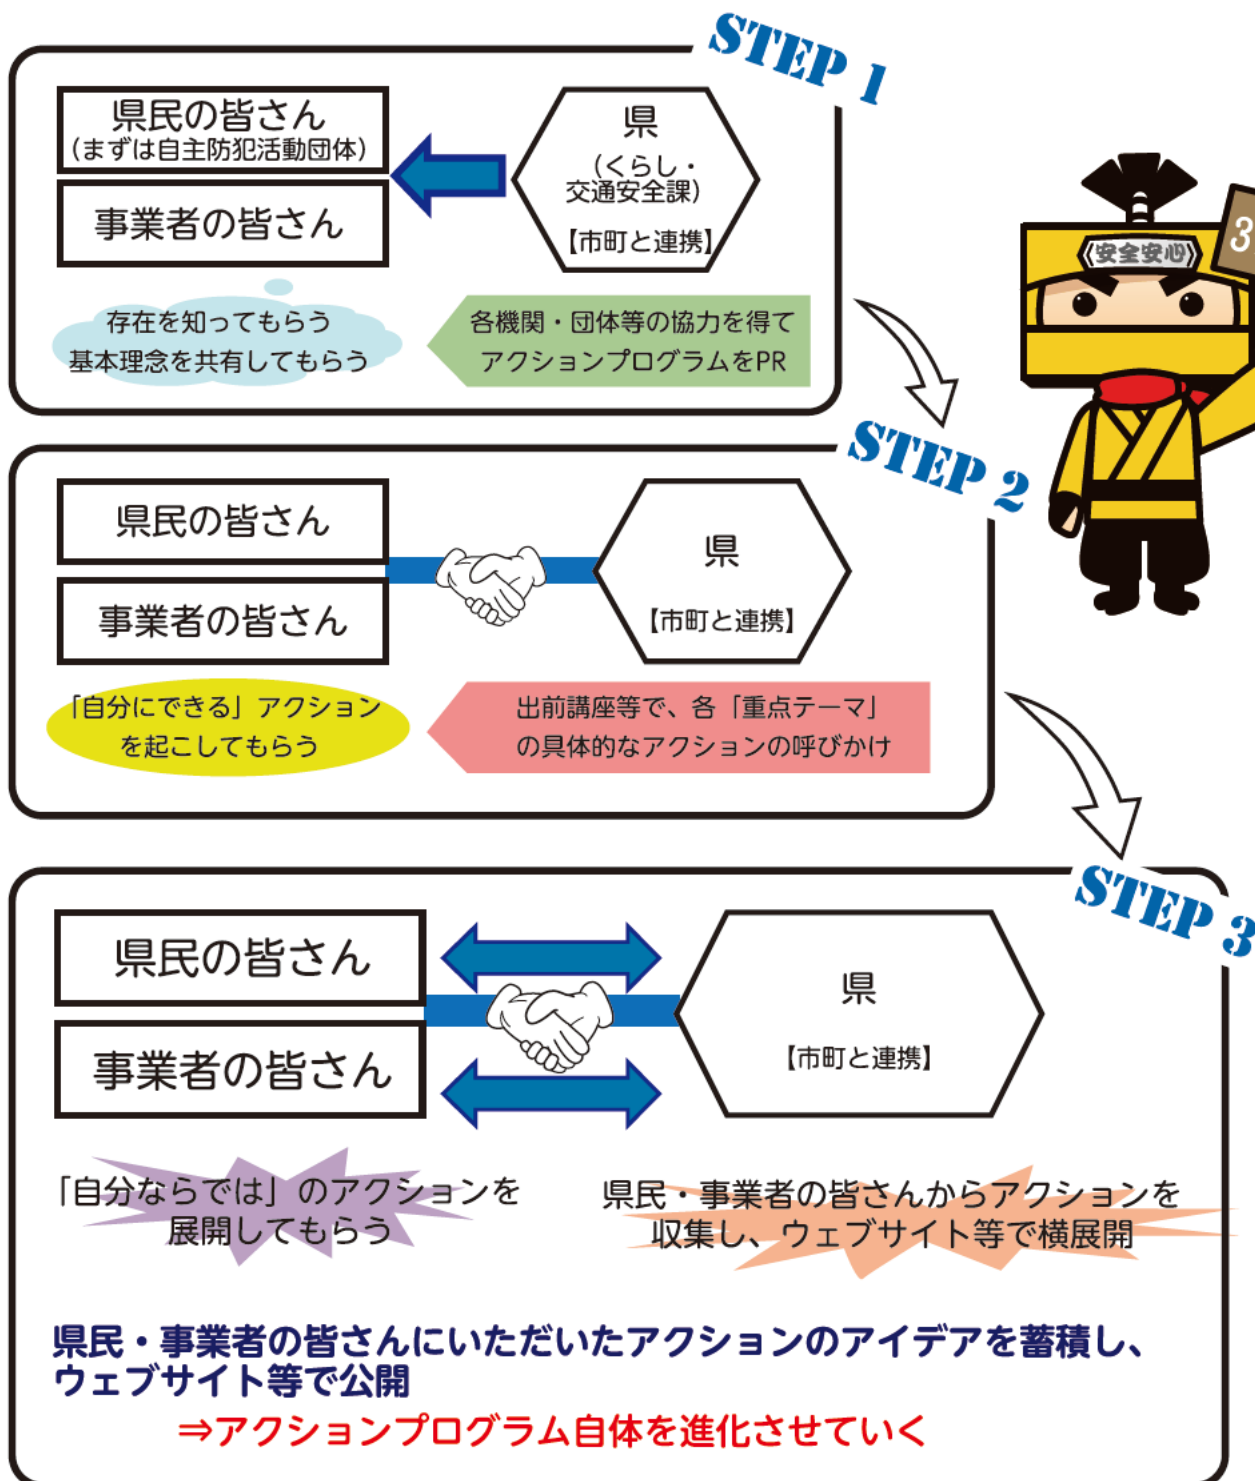 STEP 1
県民の皆さん
(まずは自主防犯活動団体)
事業者の皆さん
県
(くらし・
交通安全課)
【市町と連携】
存在を知ってもらう
基本理念を共有してもらう
各機関・団体等の協力を得て
アクションプログラムをPR
安全安心
3
STEP 2
県民の皆さん
事業者の皆さん
県
【市町と連携】
「自分にできる」アクション
を起こしてもらう
出前講座等で、各「重点テーマ」
の具体的なアクションの呼びかけ
STEP 3
県民の皆さん
事業者の皆さん
県
【市町と連携】
「自分ならでは」のアクションを
展開してもらう
県民・事業者の皆さんからアクションを
収集し、ウェブサイト等で横展開
県民・事業者の皆さんにいただいたアクションのアイデアを蓄積し、
ウェブサイト等で公開
⇒アクションプログラム自体を進化させていく